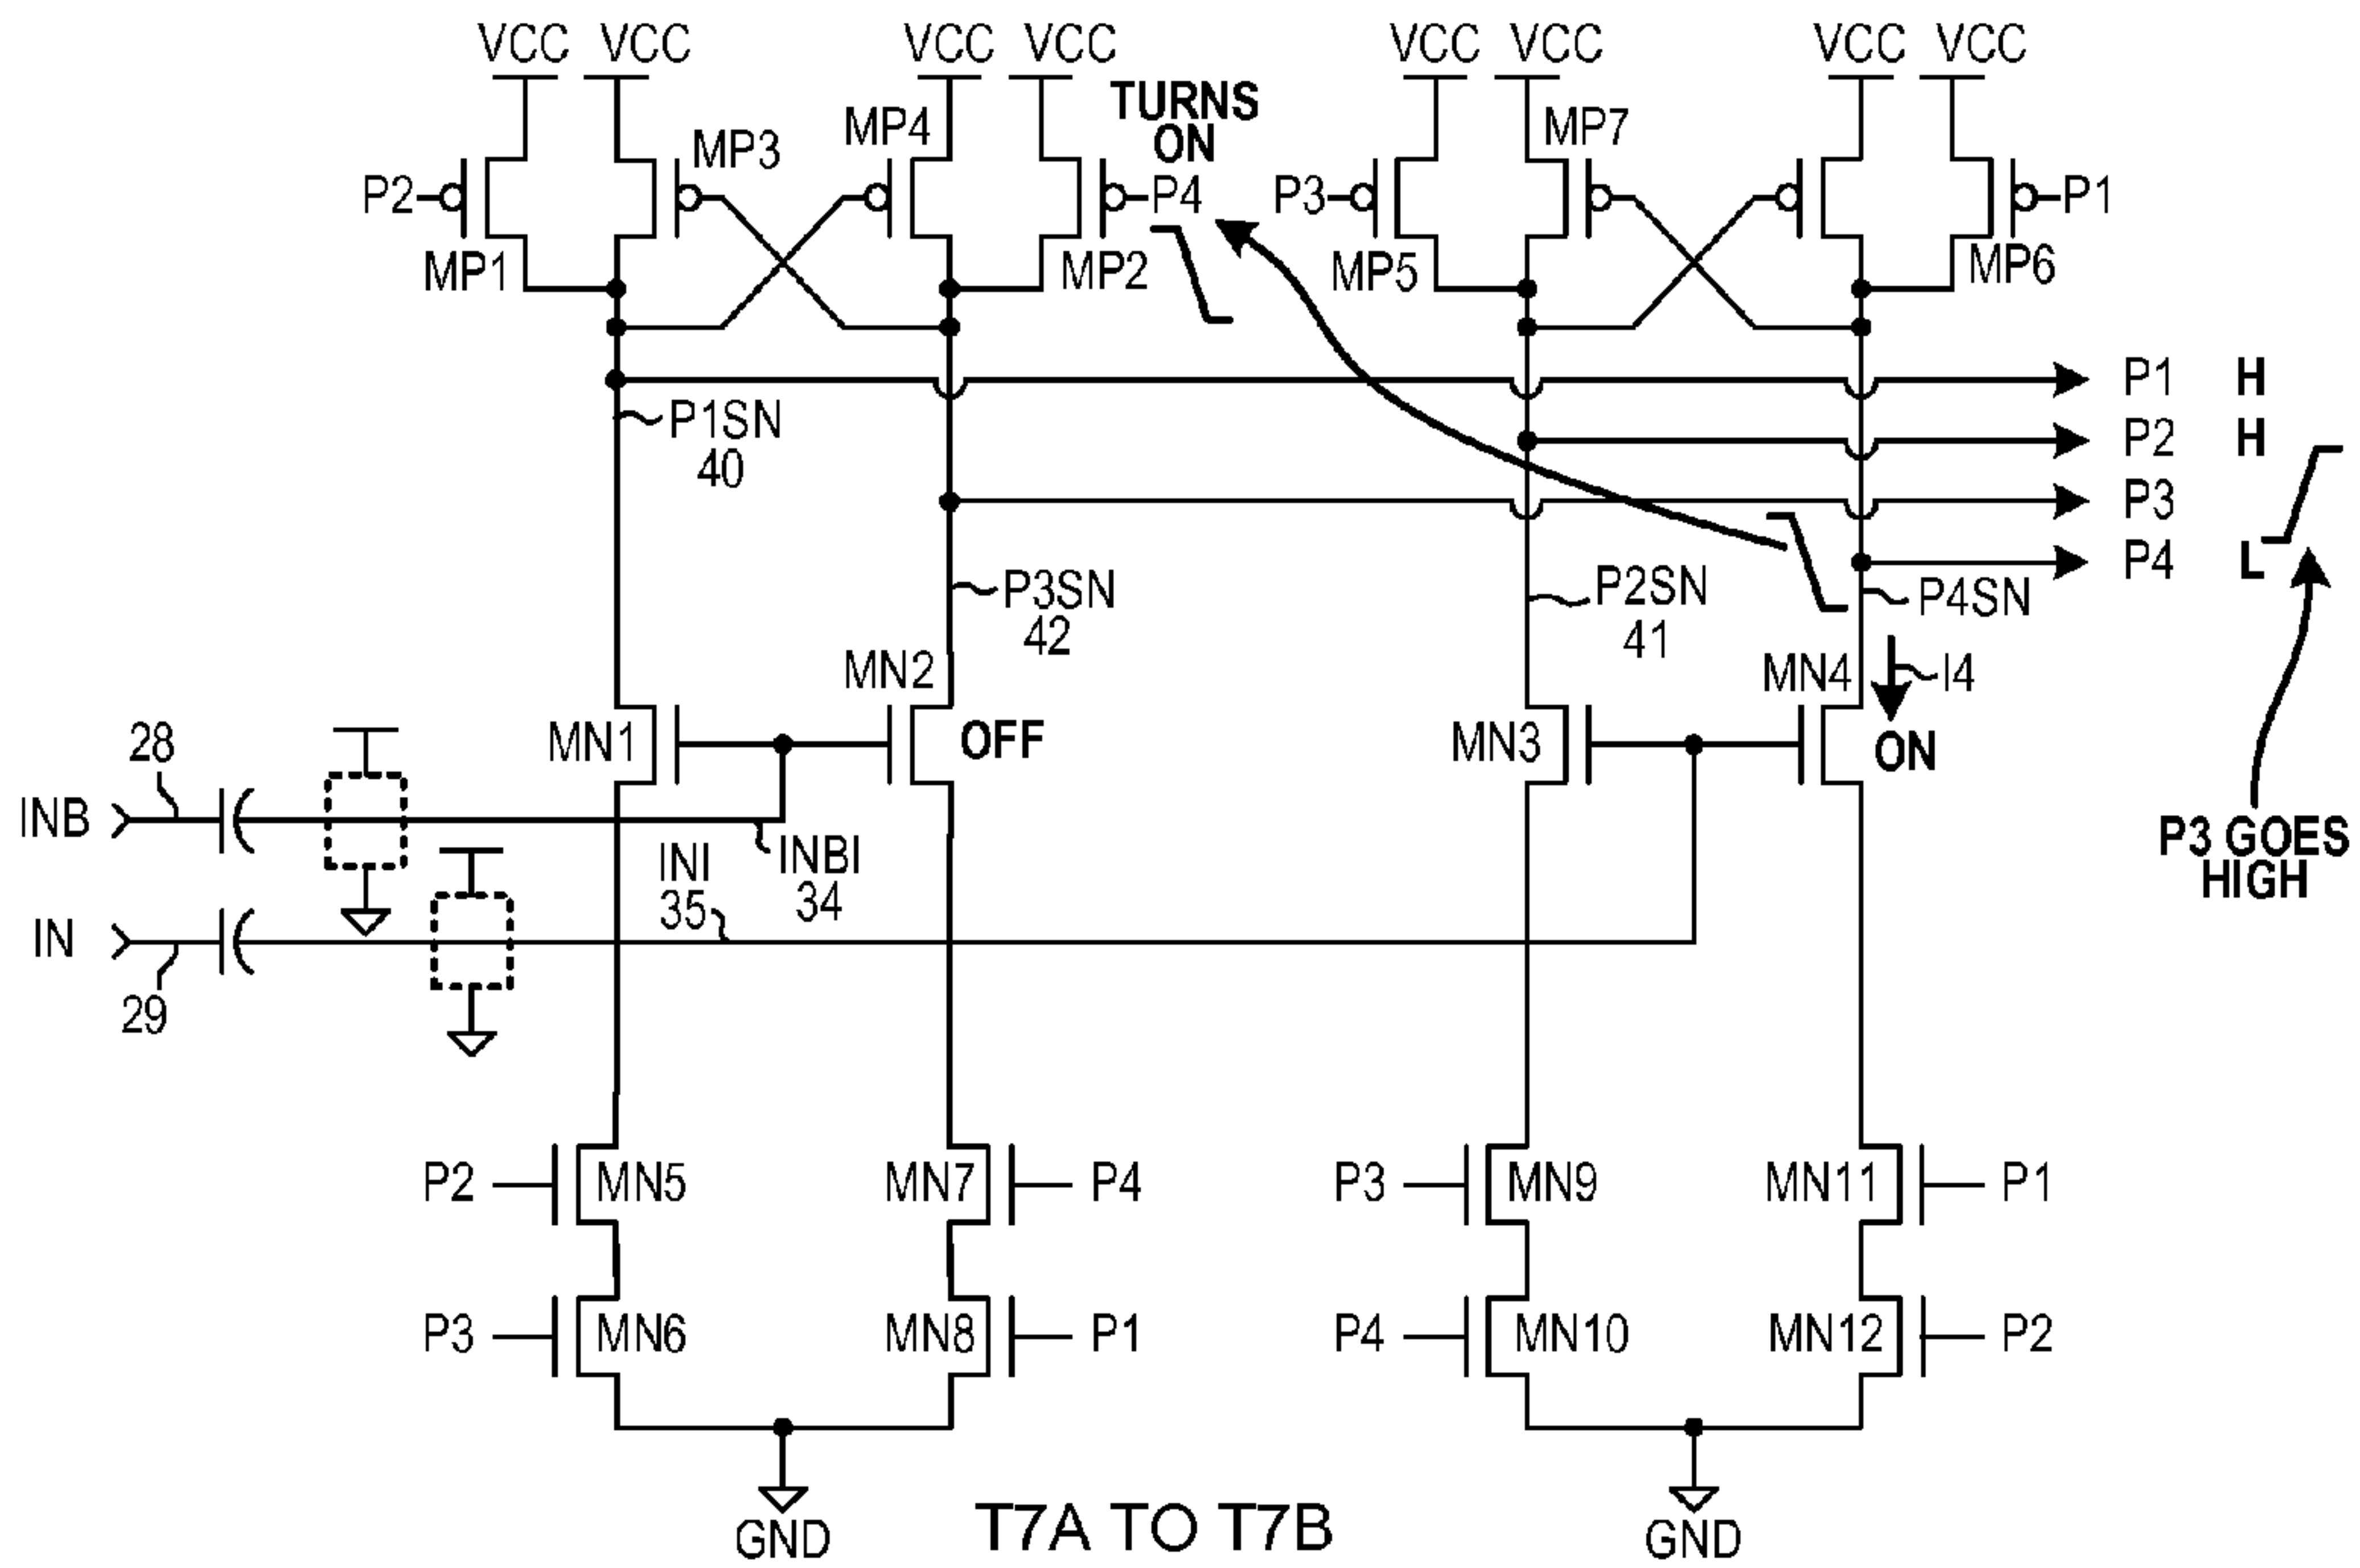 VCC VCC VCC VCC VCC VCC VCC VCC
TURNS
ON
MP3 MP4 MP7
P2 P4 P3 P1
MP1 MP2 MP5 MP6
P1 H
P1SN
40
P2 H
P3
P4 L
P3SN
42
P2SN
41
P4SN
MN2 MN4 I4
MN1 OFF MN3 ON
28
INB
INBI
34
INI
35
P3 GOES
HIGH
IN
29
P2 MN5 MN7 P4 P3 MN9 MN11 P1
P3 MN6 MN8 P1 P4 MN10 MN12 P2
GND GND
T7A TO T7B